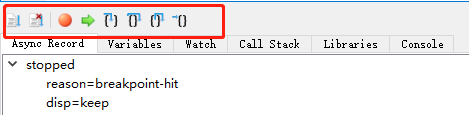 Async Record Variables Watch Call Stack Libraries Console
stopped
reason=breakpoint-hit
disp=keep